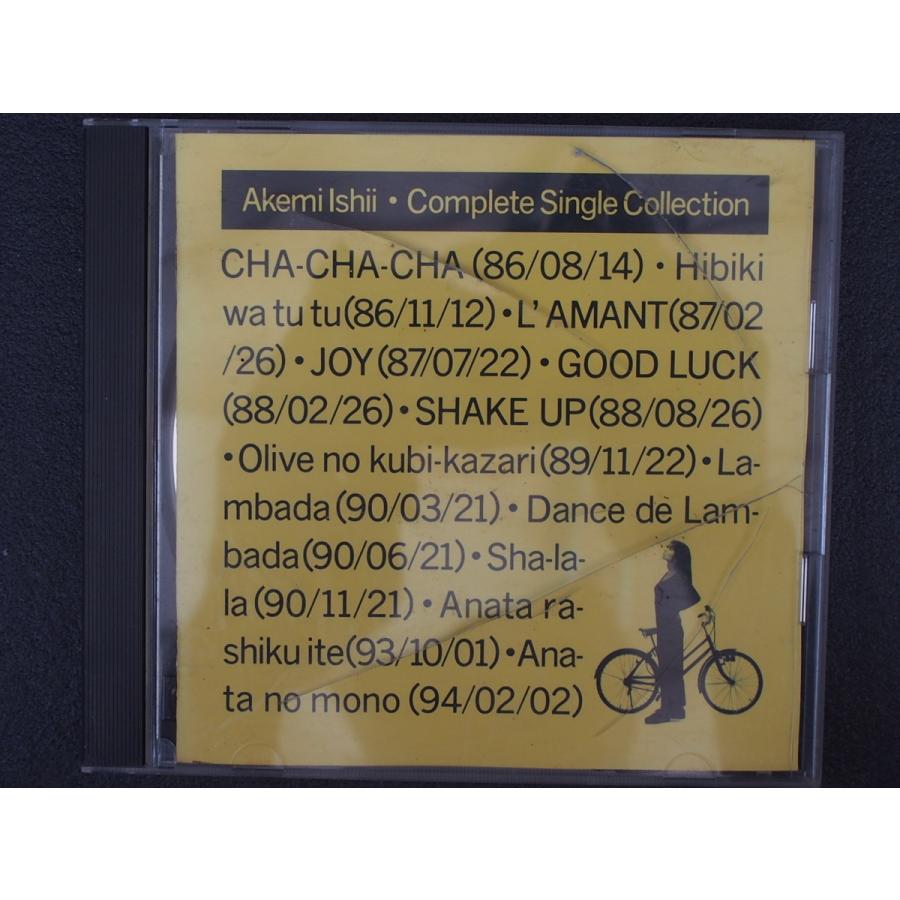 Akemi Ishii • Complete Single Collection
CHA-CHA-CHA (86/08/14) • Hibiki
wa tu tu(86/11/12) • L' AMANT(87/02
/26) • JOY (87/07/22) • GOOD LUCK
(88/02/26) • SHAKE UP(88/08/26)
• Olive no kubi-kazari(89/11/22) • La-
mbada (90/03/21) • Dance de Lam-
bada(90/06/21) • Sha-la-
la (90/11/21) • Anata ra-
shiku ite(93/10/01) • Ana-
ta no mono (94/02/02)